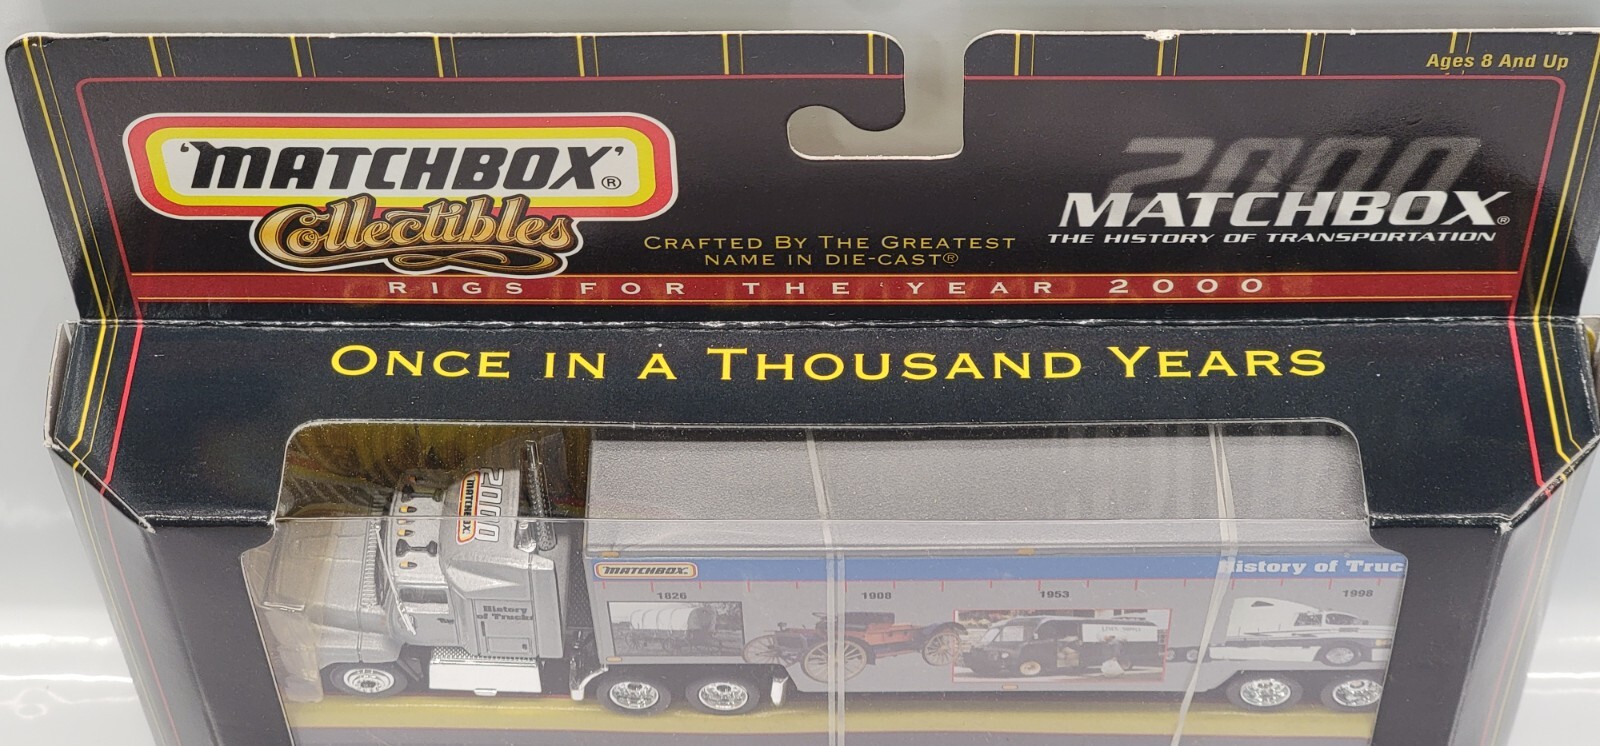 Ages 8 And Up
'MATCHBOX'®
Collectibles
2000
MATCHBOX®
THE HISTORY OF TRANSPORTATION
CRAFTED BY THE GREATEST
NAME IN DIE-CAST®
RIGS FOR THE YEAR 2000
ONCE IN A THOUSAND YEARS
2000
MATCHBOX
MATCHBOX
History of Truc
1826
1908
1953
1998
History
of Trucks